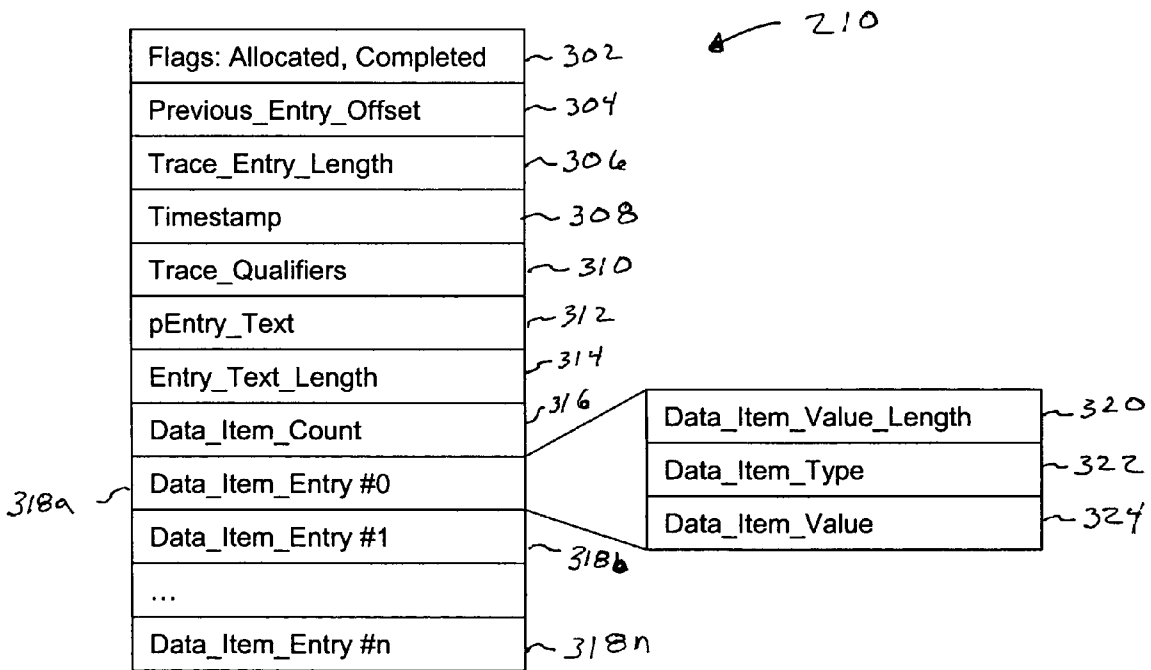 210
Flags: Allocated, Completed 302
Previous_Entry_Offset 304
Trace_Entry_Length 306
Timestamp 308
Trace_Qualifiers 310
pEntry_Text 312
Entry_Text_Length 314
Data_Item_Count 316
318a Data_Item_Entry #0
Data_Item_Entry #1 318b
...
Data_Item_Entry #n 318n
Data_Item_Value_Length 320
Data_Item_Type 322
Data_Item_Value 324